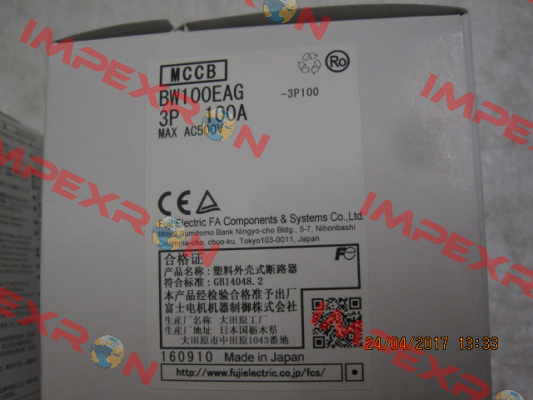 MCCB
BW100EAG -3P100
3P 100A
MAX AC500V~
Ro
CE
Fuji Electric FA Components & Systems Co.,Ltd.
Mitsui Sumitomo Bank Ningyo-cho Bldg., 5-7, Nihonbashi
Odenma-cho, chuo-ku, Tokyo103-0011, Japan
合格证
产品名称：塑料外壳式断路器
符合标准：GB14048.2
本产品经检验合格准予出厂
富士电机机器制御株式会社
生产厂名称 大田原工厂
生产厂地址 日本国栃木県
大田原市中田原1043番地
160910 Made in Japan
http://www.fujielectric.co.jp/fcs/
24/04/2017 13:33
IMPEXRON
IMPEXRON
IMPEXRON
IMPEXRON